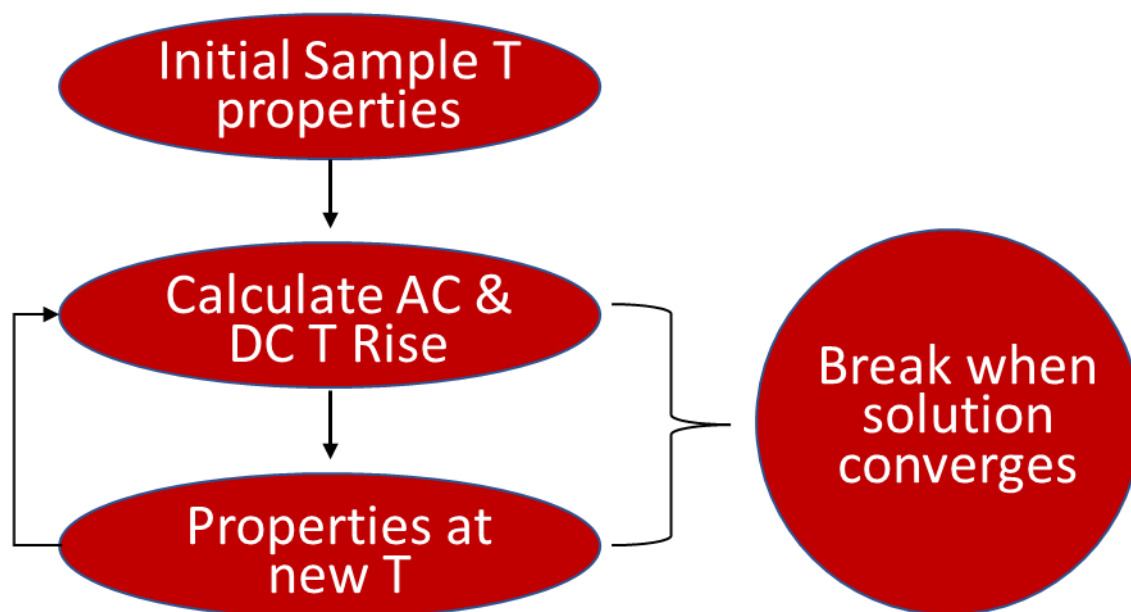 Initial Sample T
properties
Calculate AC &
DC T Rise
Properties at
new T
Break when
solution
converges